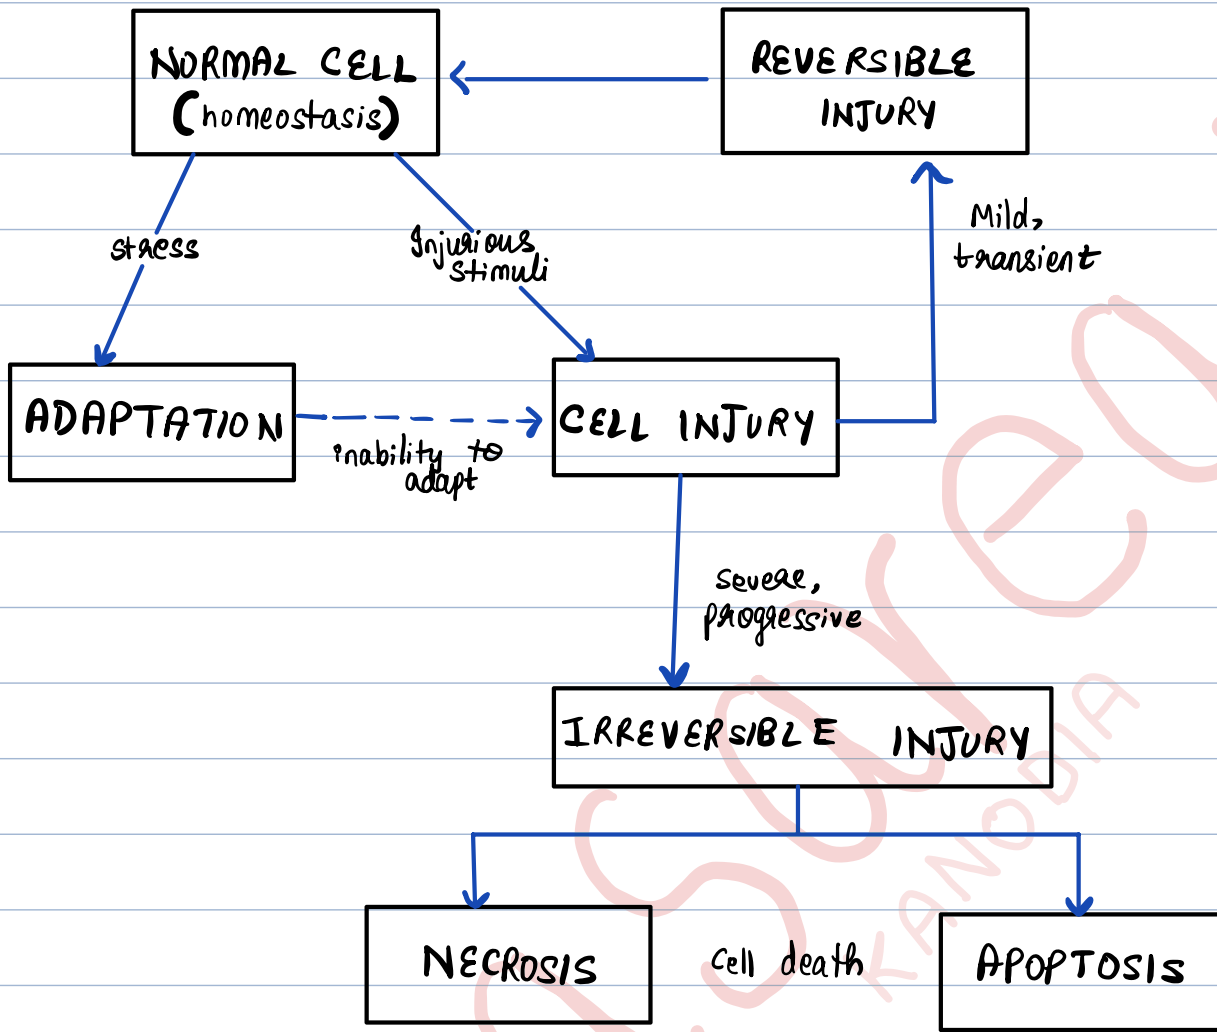 NORMAL CELL
(homeostasis)
REVERSIBLE
INJURY
stress
Injurious
stimuli
Mild,
transient
ADAPTATION
inability to
adapt
CELL INJURY
severe,
progressive
IRREVERSIBLE INJURY
NECROSIS
Cell death
APOPTOSIS
KANODIA